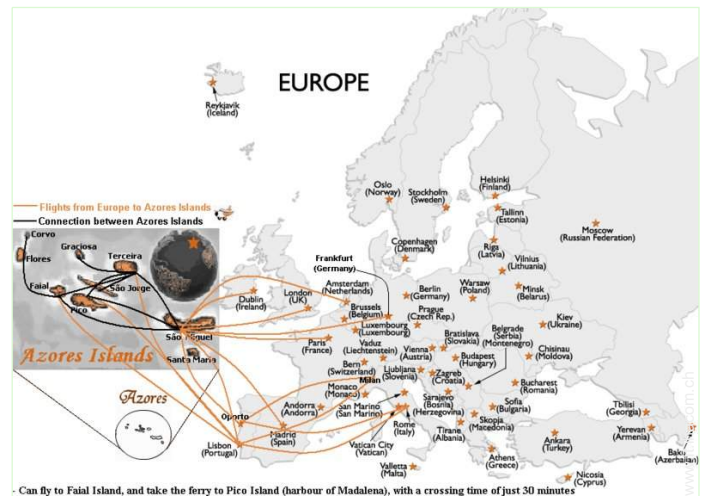 EUROPE
Reykjavik
(Iceland)
Flights from Europe to Azores Islands
Connection between Azores Islands
Corvo
Flores
Graciosa
Terceira
Faial
São Jorge
Pico
São Miguel
Santa Maria
Azores Islands
Azores
Oslo
(Norway)
Stockholm
(Sweden)
Helsinki
(Finland)
Tallinn
(Estonia)
Moscow
(Russian Federation)
Riga
(Latvia)
Vilnius
(Lithuania)
Copenhagen
(Denmark)
Frankfurt
(Germany)
Minsk
(Belarus)
Dublin
(Ireland)
London
(UK)
Amsterdam
(Netherlands)
Berlin
(Germany)
Warsaw
(Poland)
Brussels
(Belgium)
Prague
(Czech Rep.)
Kiev
(Ukraine)
Luxembourg
(Luxembourg)
Paris
(France)
Vaduz
(Liechtenstein)
Vienna
(Austria)
Bratislava
(Slovakia)
Belgrade
(Serbia)
(Montenegro)
Chisinau
(Moldova)
Budapest
(Hungary)
Bern
(Switzerland)
Ljubljana
(Slovenia)
Zagreb
(Croatia)
Milan
Monaco
(Monaco)
Bucharest
(Romania)
Andorra
(Andorra)
San Marino
(San Marino)
Sarajevo
(Bosnia)
(Herzegovina)
Sofia
(Bulgaria)
Skopja
(Macedonia)
Tbilisi
(Georgia)
Oporto
Madrid
(Spain)
Rome
(Italy)
Tirane
(Albania)
Yerevan
(Armenia)
Lisbon
(Portugal)
Vatican City
(Vatican)
Ankara
(Turkey)
Athens
(Greece)
Baku
(Azerbaijan)
Valletta
(Malta)
Nicosia
(Cyprus)
- Can fly to Faial Island, and take the ferry to Pico Island (harbour of Madalena), with a crossing time of just 30 minutes